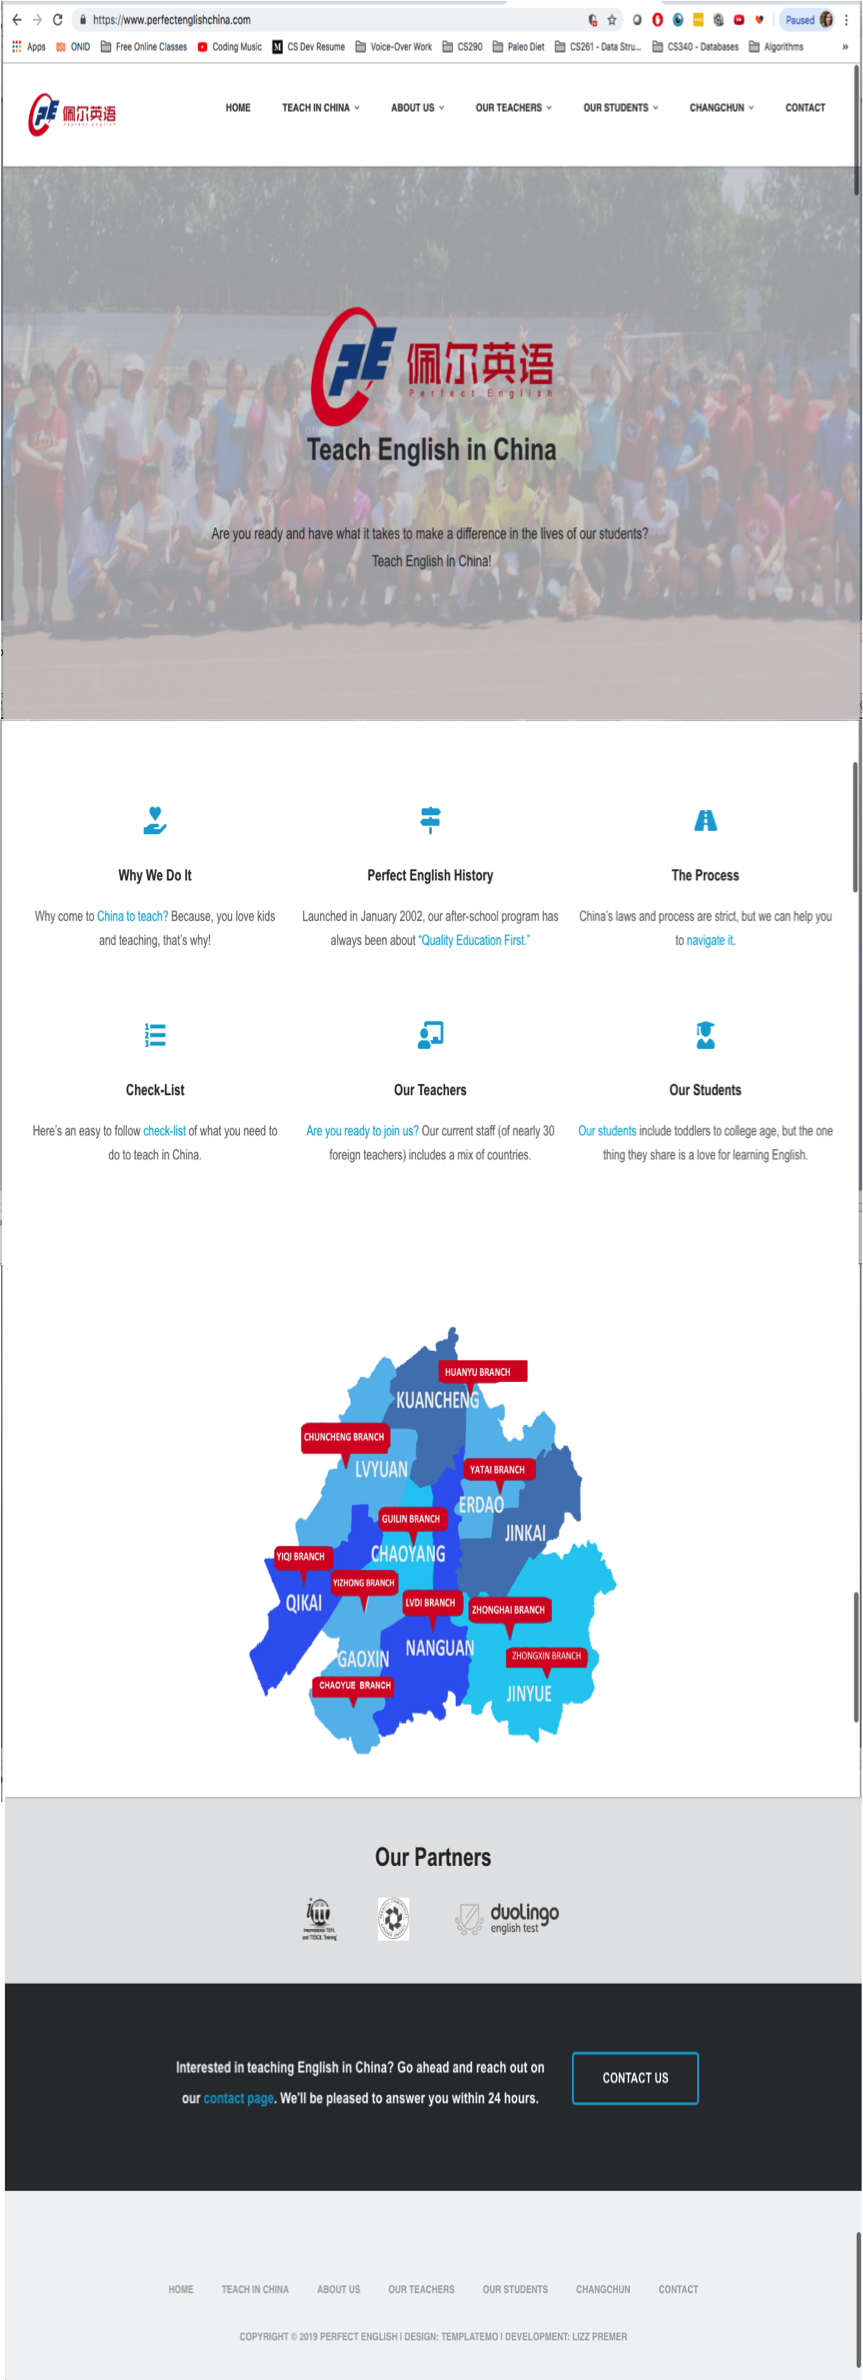 https://www.perfectenglishchina.com
Paused
Apps ONID Free Online Classes Coding Music M CS Dev Resume Voice-Over Work CS290 Paleo Diet CS261 - Data Stru... CS340 - Databases Algorithms »
PE 佩尔英语
Perfect English
HOME TEACH IN CHINA ABOUT US OUR TEACHERS OUR STUDENTS CHANGCHUN CONTACT
PE 佩尔英语
Perfect English
Teach English in China
Are you ready and have what it takes to make a difference in the lives of our students?
Teach English in China!
Why We Do It
Why come to China to teach? Because, you love kids
and teaching, that's why!
Perfect English History
Launched in January 2002, our after-school program has
always been about “Quality Education First.”
The Process
China's laws and process are strict, but we can help you
to navigate it.
Check-List
Here's an easy to follow check-list of what you need to
do to teach in China.
Our Teachers
Are you ready to join us? Our current staff (of nearly 30
foreign teachers) includes a mix of countries.
Our Students
Our students include toddlers to college age, but the one
thing they share is a love for learning English.
HUANYU BRANCH
KUANCHENG
CHUNCHENG BRANCH
LVYUAN
YATAI BRANCH
ERDAO
GUILIN BRANCH
JINKAI
CHAOYANG
YIQI BRANCH
YIZHONG BRANCH
QIKAI
LVDI BRANCH
ZHONGHAI BRANCH
NANGUAN
GAOXIN
ZHONGXIN BRANCH
CHAOYUE BRANCH
JINYUE
Our Partners
International TEFL
and TESOL Training
duolingo
english test
Interested in teaching English in China? Go ahead and reach out on
our contact page. We'll be pleased to answer you within 24 hours.
CONTACT US
HOME TEACH IN CHINA ABOUT US OUR TEACHERS OUR STUDENTS CHANGCHUN CONTACT
COPYRIGHT © 2019 PERFECT ENGLISH | DESIGN: TEMPLATEMO | DEVELOPMENT: LIZZ PREMER